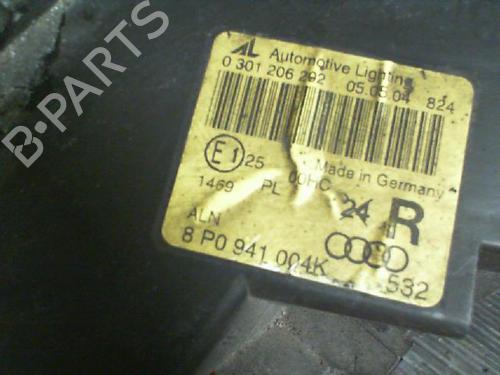 AL Automotive Lighting
0 301 206 292 05.05.04 824
E1 25 00HC Made in Germany
1469 PL 24 R
ALN
8 P0 941 004K 532
B-PARTS